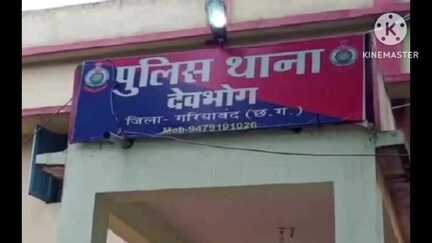 KINEMASTER
पुलिस थाना
देवभोग
जिला- गरियाबंद (छ.ग.)
Mob-9479191026